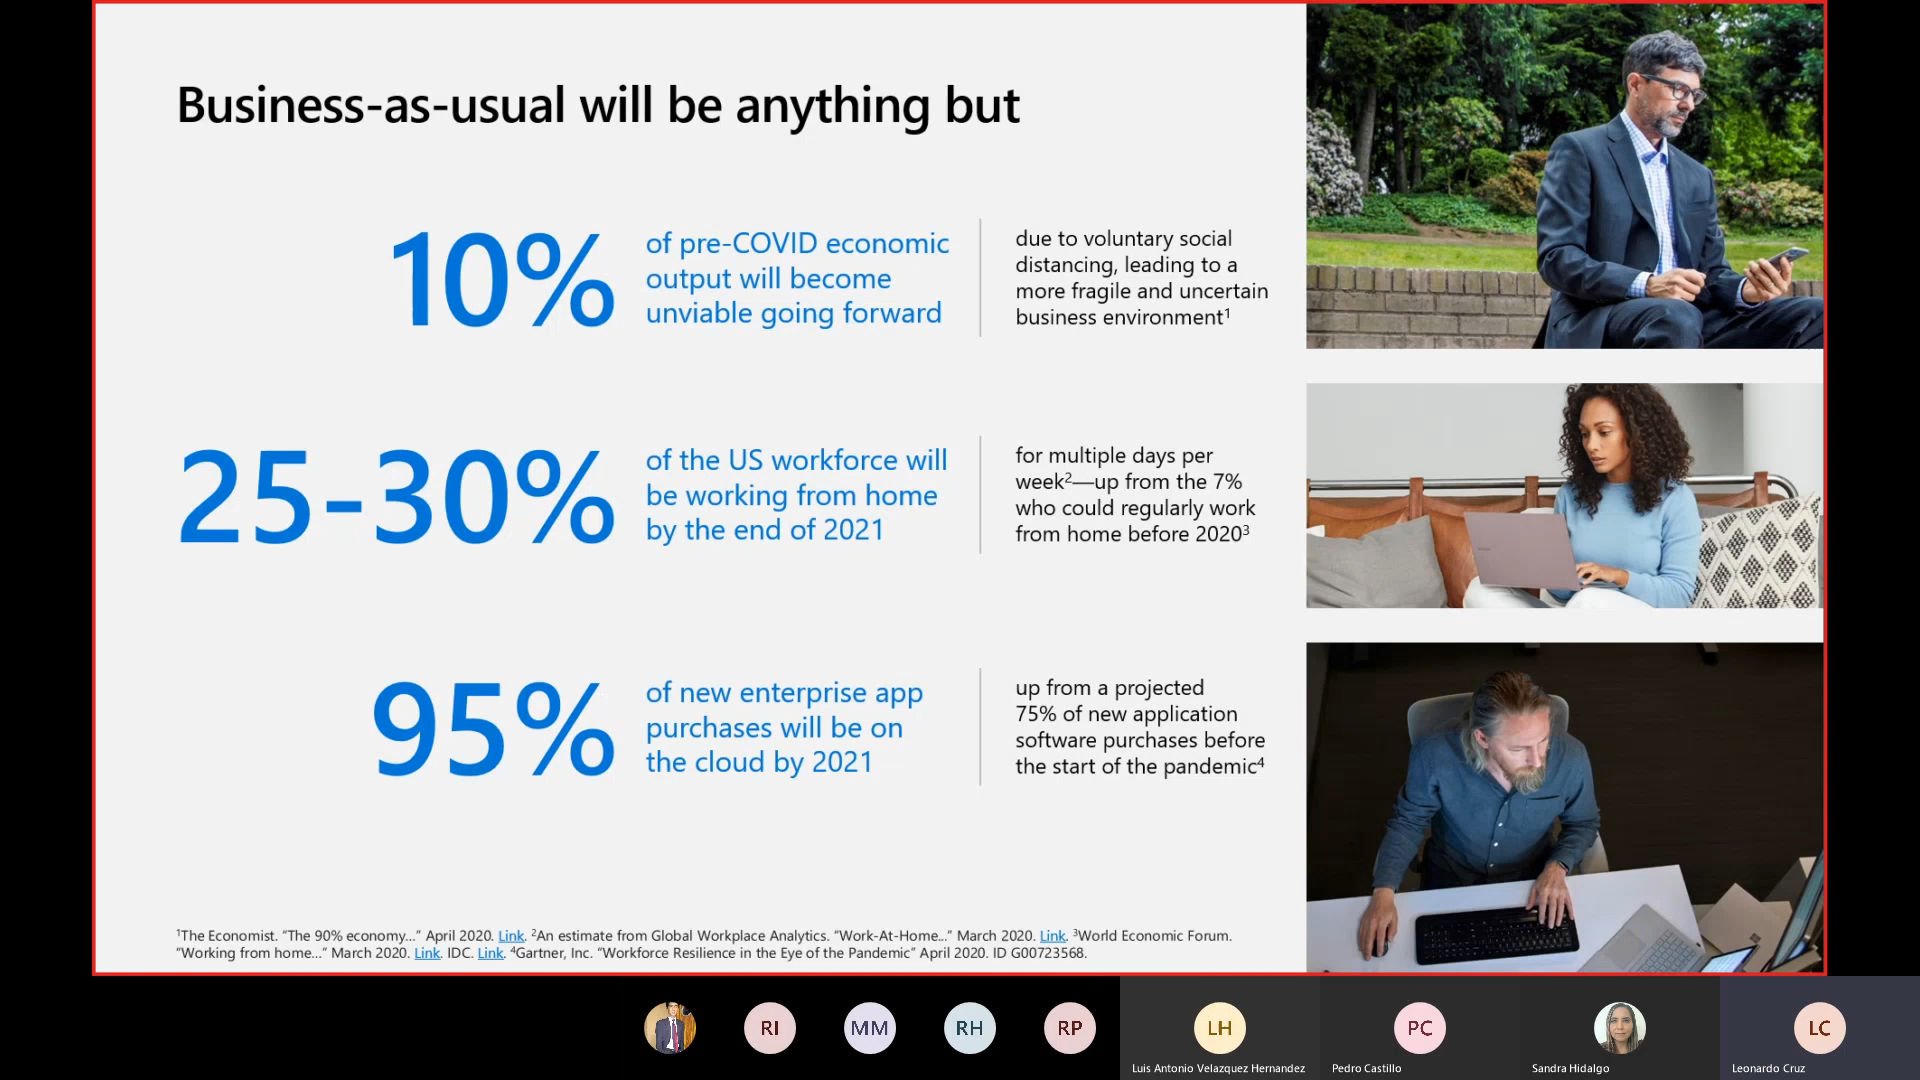 Business-as-usual will be anything but
10%
of pre-COVID economic
output will become
unviable going forward
due to voluntary social
distancing, leading to a
more fragile and uncertain
business environment¹
25-30%
of the US workforce will
be working from home
by the end of 2021
for multiple days per
week²—up from the 7%
who could regularly work
from home before 2020³
95%
of new enterprise app
purchases will be on
the cloud by 2021
up from a projected
75% of new application
software purchases before
the start of the pandemic⁴
¹The Economist. “The 90% economy...” April 2020. Link. ²An estimate from Global Workplace Analytics. “Work-At-Home...” March 2020. Link. ³World Economic Forum.
“Working from home...” March 2020. Link. IDC. Link. ⁴Gartner, Inc. “Workforce Resilience in the Eye of the Pandemic” April 2020. ID G00723568.
RI
MM
RH
RP
LH
PC
LC
Luis Antonio Velazquez Hernandez
Pedro Castillo
Sandra Hidalgo
Leonardo Cruz